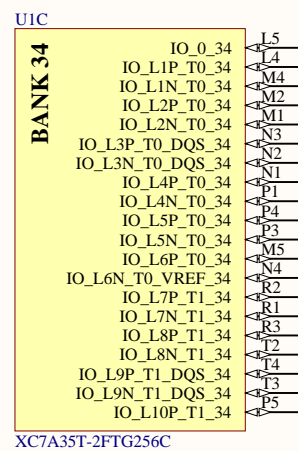 U1C
BANK 34
IO_0_34 L5
IO_L1P_T0_34 L4
IO_L1N_T0_34 M4
IO_L2P_T0_34 M2
IO_L2N_T0_34 M1
IO_L3P_T0_DQS_34 N3
IO_L3N_T0_DQS_34 N2
IO_L4P_T0_34 N1
IO_L4N_T0_34 P1
IO_L5P_T0_34 P4
IO_L5N_T0_34 P3
IO_L6P_T0_34 M5
IO_L6N_T0_VREF_34 N4
IO_L7P_T1_34 R2
IO_L7N_T1_34 R1
IO_L8P_T1_34 R3
IO_L8N_T1_34 T2
IO_L9P_T1_DQS_34 T4
IO_L9N_T1_DQS_34 T3
IO_L10P_T1_34 P5
XC7A35T-2FTG256C